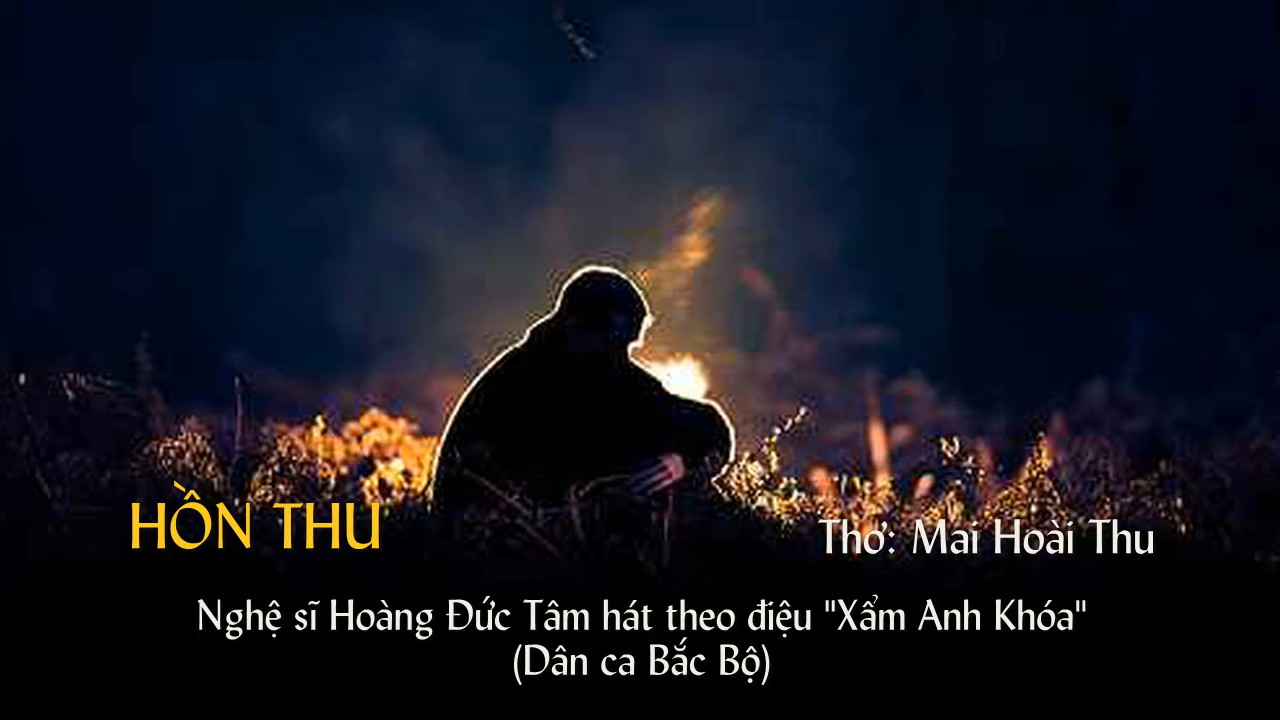 HỒN THU
Thơ: Mai Hoài Thu
Nghệ sĩ Hoàng Đức Tâm hát theo điệu "Xẩm Anh Khóa"
(Dân ca Bắc Bộ)